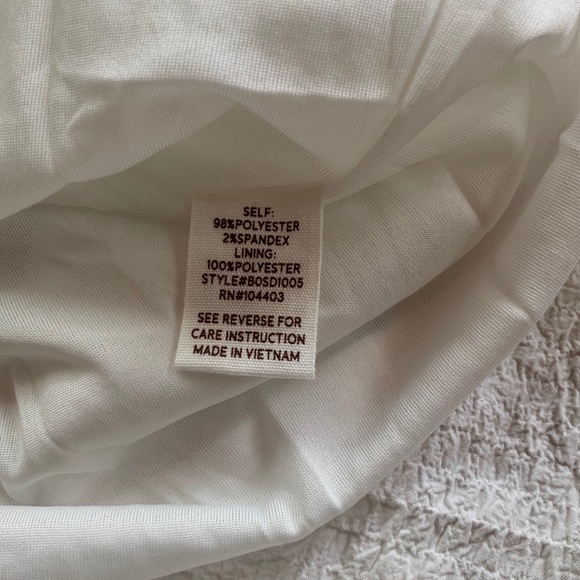 SELF:
98%POLYESTER
2%SPANDEX
LINING:
100%POLYESTER
STYLE#BOSD1005
RN#104403
SEE REVERSE FOR
CARE INSTRUCTION
MADE IN VIETNAM